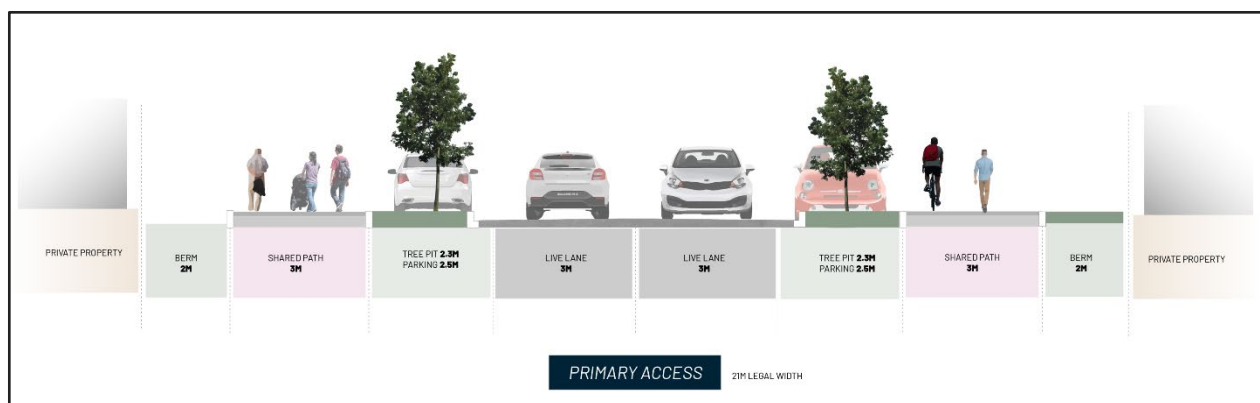 PRIVATE PROPERTY
BERM
2M
SHARED PATH
3M
TREE PIT 2.3M
PARKING 2.5M
LIVE LANE
3M
LIVE LANE
3M
TREE PIT 2.3M
PARKING 2.5M
SHARED PATH
3M
BERM
2M
PRIVATE PROPERTY
PRIMARY ACCESS
21M LEGAL WIDTH